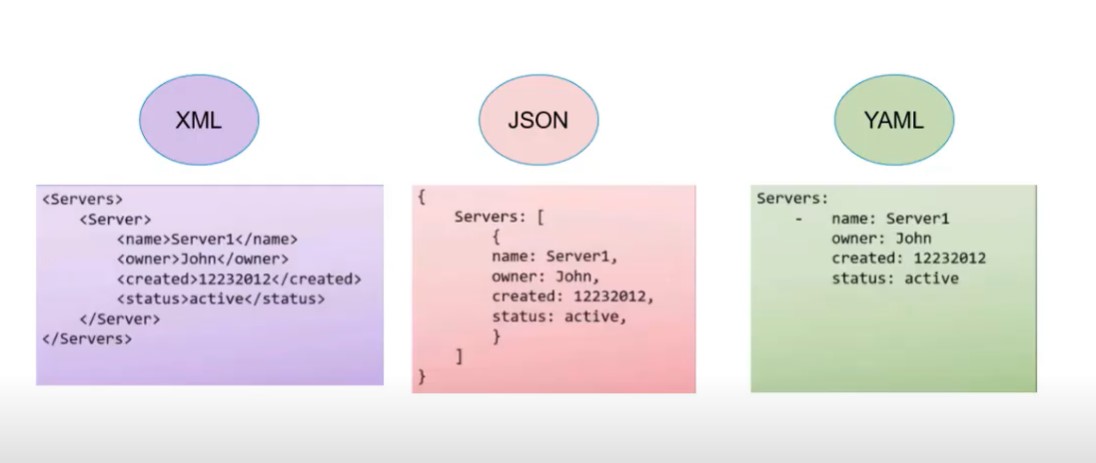 XML
<Servers>
<Server>
<name>Server1</name>
<owner>John</owner>
<created>12232012</created>
<status>active</status>
</Server>
</Servers>
JSON
{
Servers: [
{
name: Server1,
owner: John,
created: 12232012,
status: active,
}
]
}
YAML
Servers:
- name: Server1
owner: John
created: 12232012
status: active